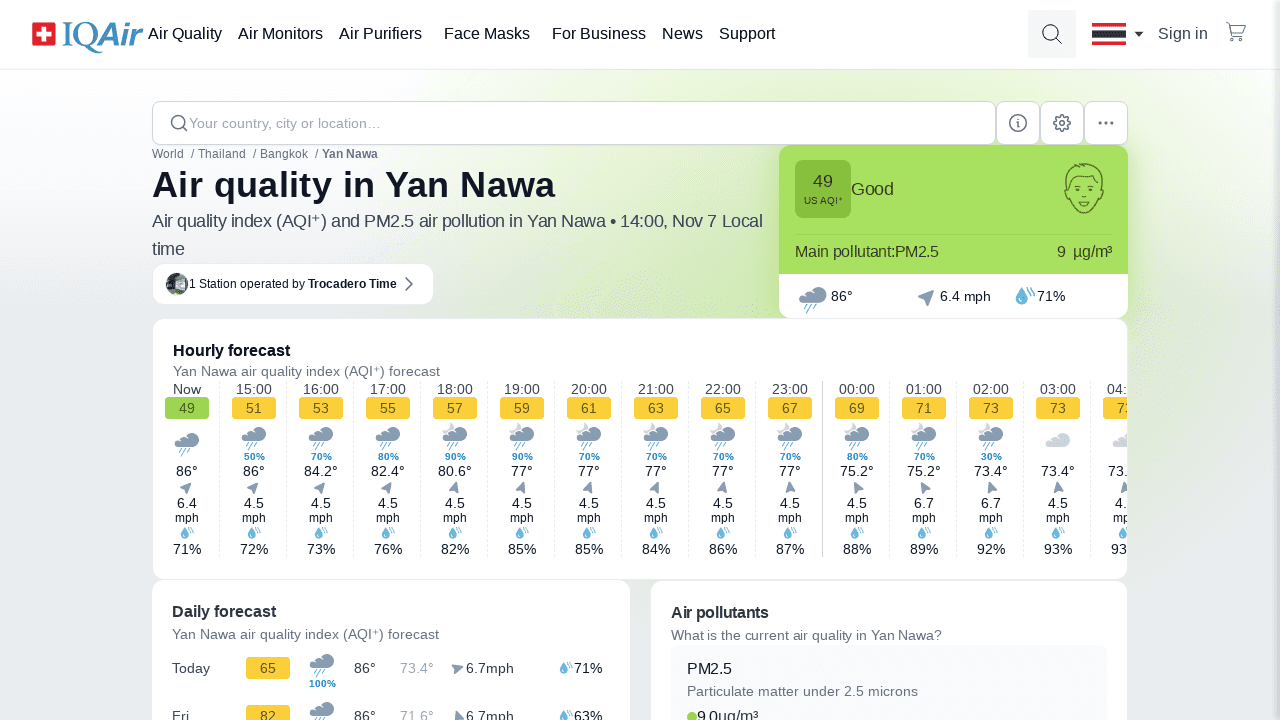 IQAir Air Quality Air Monitors Air Purifiers Face Masks For Business News Support Sign in
Your country, city or location…
World / Thailand / Bangkok / Yan Nawa
Air quality in Yan Nawa
Air quality index (AQI⁺) and PM2.5 air pollution in Yan Nawa • 14:00, Nov 7 Local
time
1 Station operated by Trocadero Time
49
US AQI⁺
Good
Main pollutant:PM2.5 9 µg/m³
86° 6.4 mph 71%
Hourly forecast
Yan Nawa air quality index (AQI⁺) forecast
Now 15:00 16:00 17:00 18:00 19:00 20:00 21:00 22:00 23:00 00:00 01:00 02:00 03:00 04:
49 51 53 55 57 59 61 63 65 67 69 71 73 73
50% 70% 80% 90% 90% 70% 70% 70% 70% 80% 70% 30%
86° 86° 84.2° 82.4° 80.6° 77° 77° 77° 77° 77° 75.2° 75.2° 73.4° 73.4° 73.
6.4 4.5 4.5 4.5 4.5 4.5 4.5 4.5 4.5 4.5 4.5 6.7 6.7 4.5 4.
mph mph mph mph mph mph mph mph mph mph mph mph mph mph
71% 72% 73% 76% 82% 85% 85% 84% 86% 87% 88% 89% 92% 93% 93
Daily forecast
Yan Nawa air quality index (AQI⁺) forecast
Today 65 100% 86° 73.4° 6.7mph 71%
Fri 82 86° 71.6° 6.7mph 63%
Air pollutants
What is the current air quality in Yan Nawa?
PM2.5
Particulate matter under 2.5 microns
9.0µg/m³